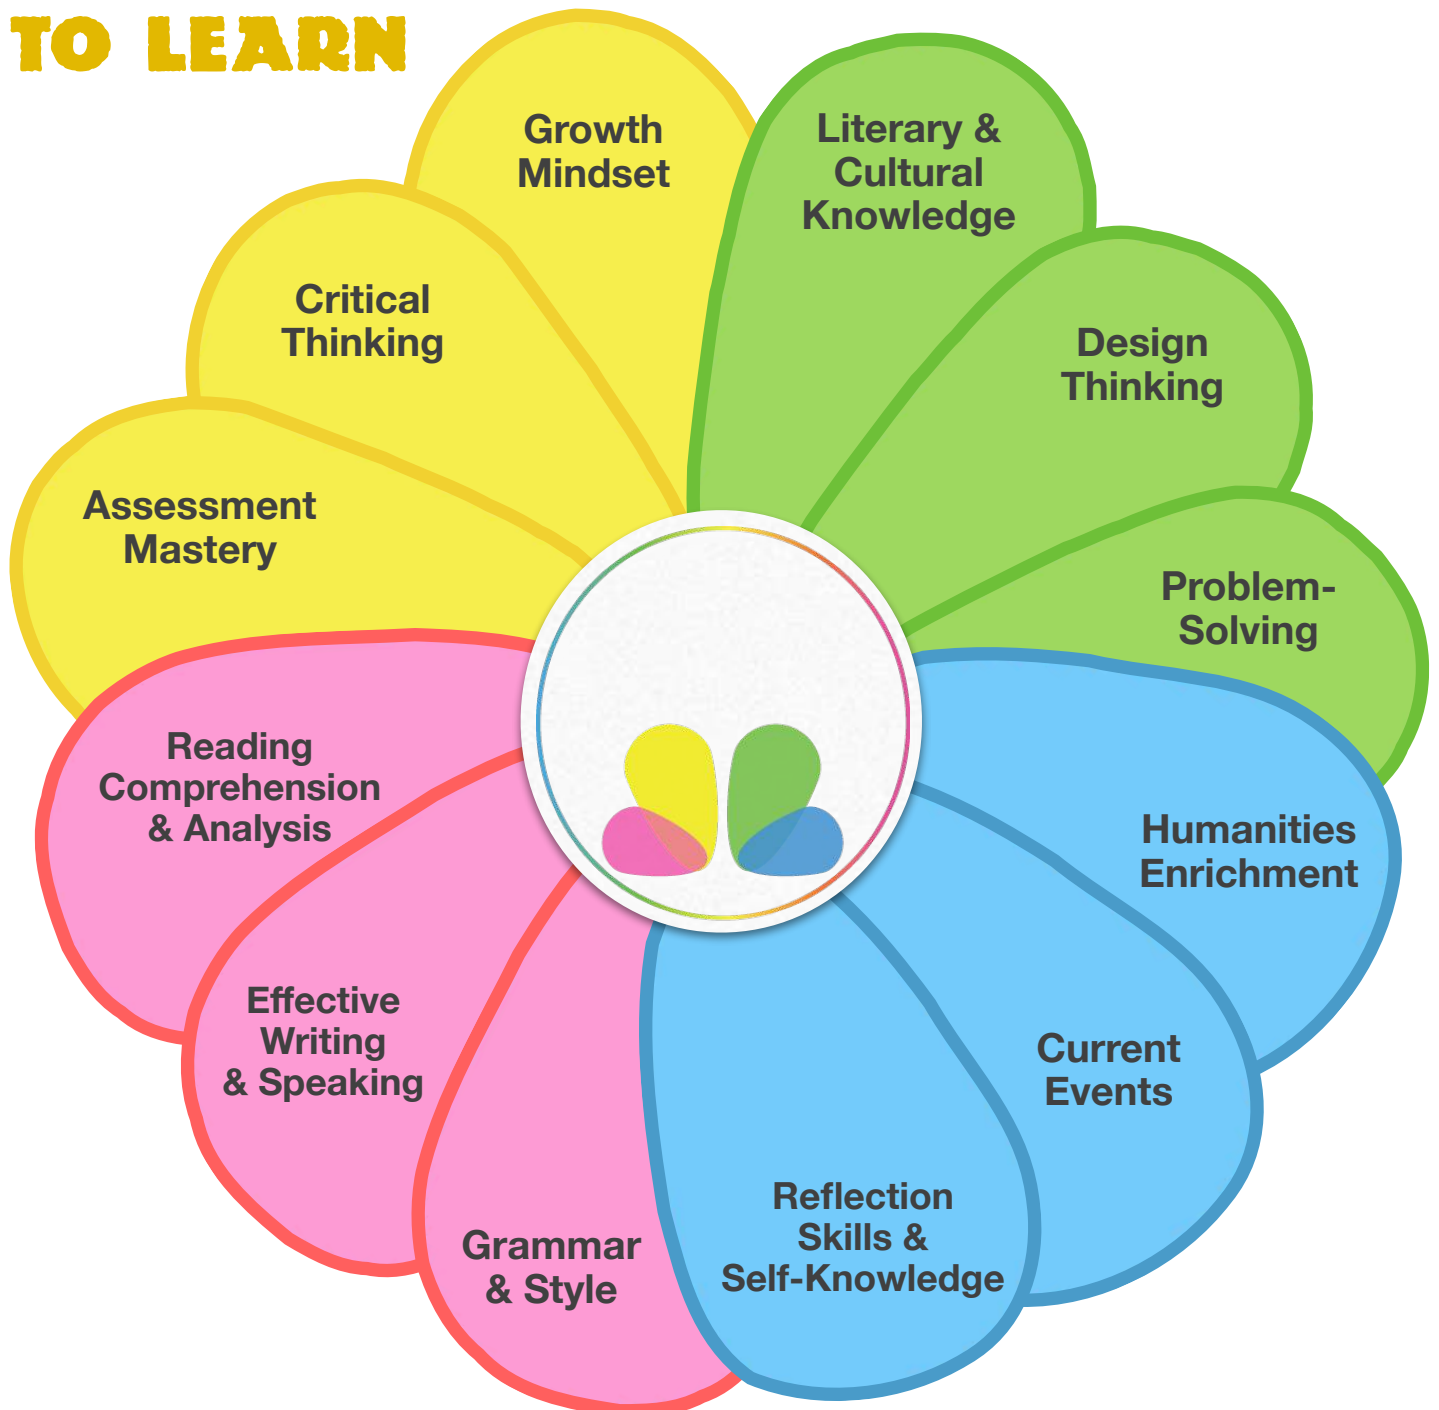 TO LEARN
Growth
Mindset
Literary &
Cultural
Knowledge
Critical
Thinking
Design
Thinking
Assessment
Mastery
Problem-
Solving
Reading
Comprehension
& Analysis
Humanities
Enrichment
Effective
Writing
& Speaking
Current
Events
Grammar
& Style
Reflection
Skills &
Self-Knowledge